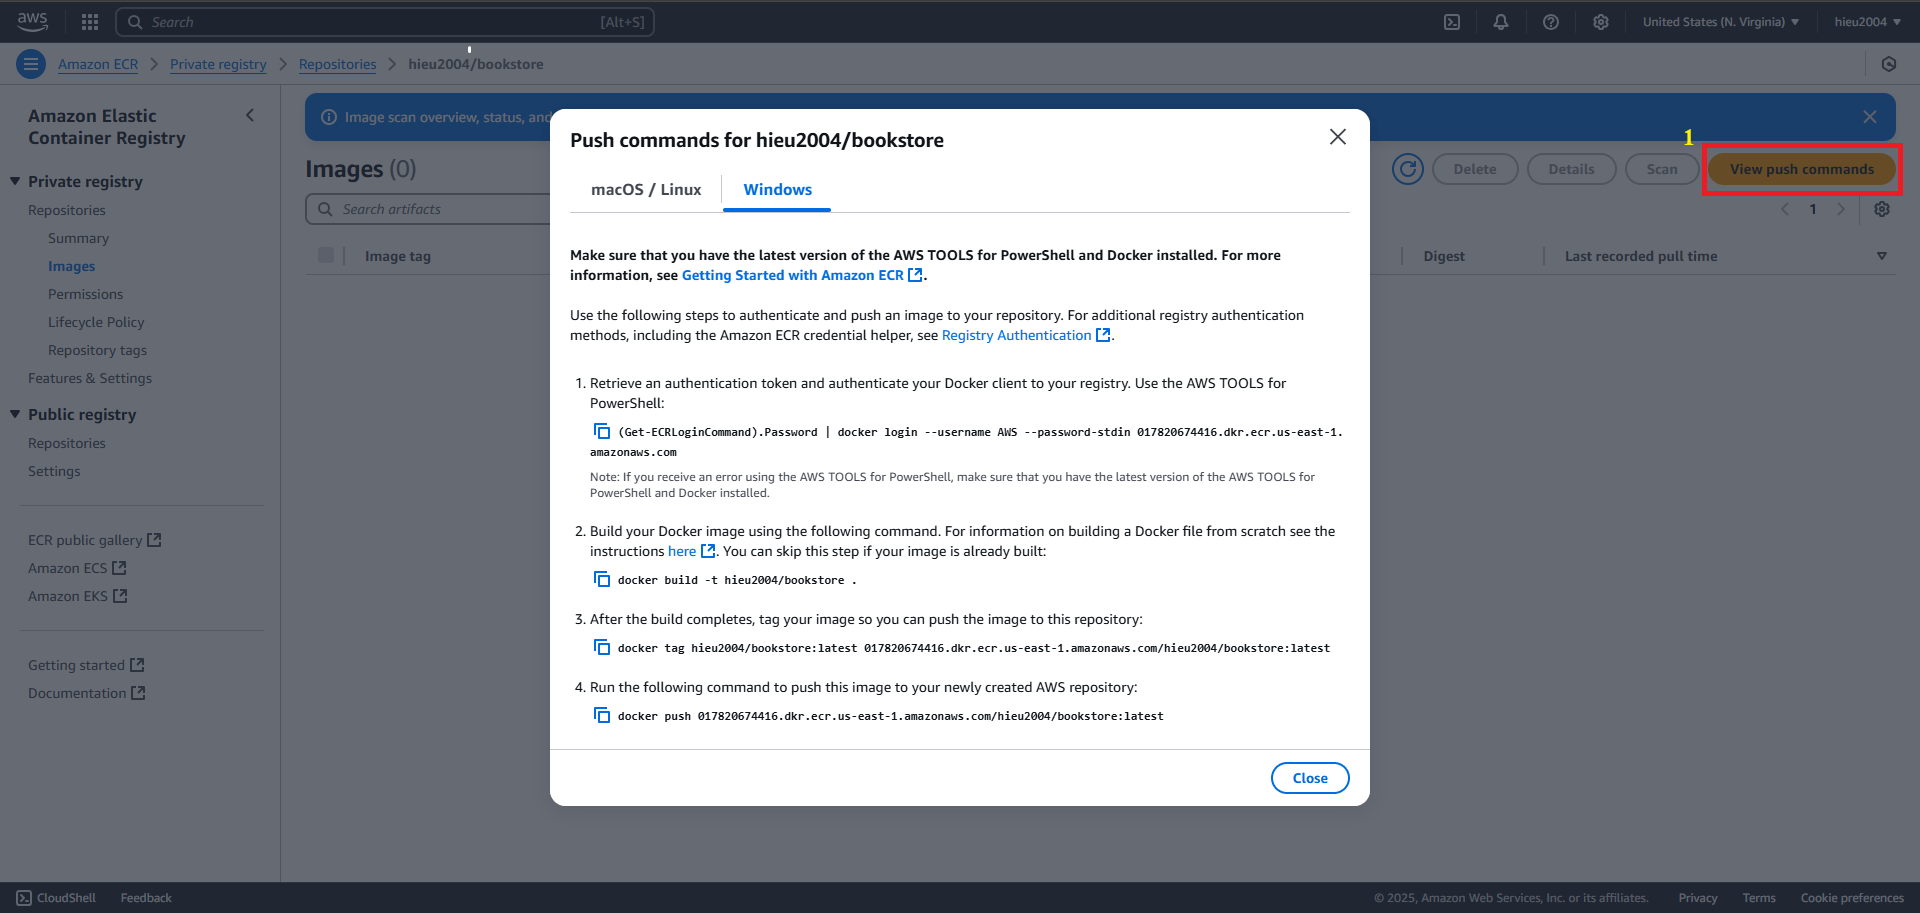 aws
Search [Alt+S]
United States (N. Virginia)
hieu2004
Amazon ECR
Private registry
Repositories
hieu2004/bookstore
Amazon Elastic
Container Registry
Private registry
Repositories
Summary
Images
Permissions
Lifecycle Policy
Repository tags
Features & Settings
Public registry
Repositories
Settings
ECR public gallery
Amazon ECS
Amazon EKS
Getting started
Documentation
Image scan overview, status, and
Images (0)
1
Delete
Details
Scan
View push commands
Search artifacts
1
Image tag
Digest
Last recorded pull time
Push commands for hieu2004/bookstore
macOS / Linux
Windows
Make sure that you have the latest version of the AWS TOOLS for PowerShell and Docker installed. For more
information, see Getting Started with Amazon ECR .
Use the following steps to authenticate and push an image to your repository. For additional registry authentication
methods, including the Amazon ECR credential helper, see Registry Authentication .
1. Retrieve an authentication token and authenticate your Docker client to your registry. Use the AWS TOOLS for
PowerShell:
(Get-ECRLoginCommand).Password | docker login --username AWS --password-stdin 017820674416.dkr.ecr.us-east-1.
amazonaws.com
Note: If you receive an error using the AWS TOOLS for PowerShell, make sure that you have the latest version of the AWS TOOLS for
PowerShell and Docker installed.
2. Build your Docker image using the following command. For information on building a Docker file from scratch see the
instructions here . You can skip this step if your image is already built:
docker build -t hieu2004/bookstore .
3. After the build completes, tag your image so you can push the image to this repository:
docker tag hieu2004/bookstore:latest 017820674416.dkr.ecr.us-east-1.amazonaws.com/hieu2004/bookstore:latest
4. Run the following command to push this image to your newly created AWS repository:
docker push 017820674416.dkr.ecr.us-east-1.amazonaws.com/hieu2004/bookstore:latest
Close
CloudShell
Feedback
© 2025, Amazon Web Services, Inc. or its affiliates.
Privacy
Terms
Cookie preferences